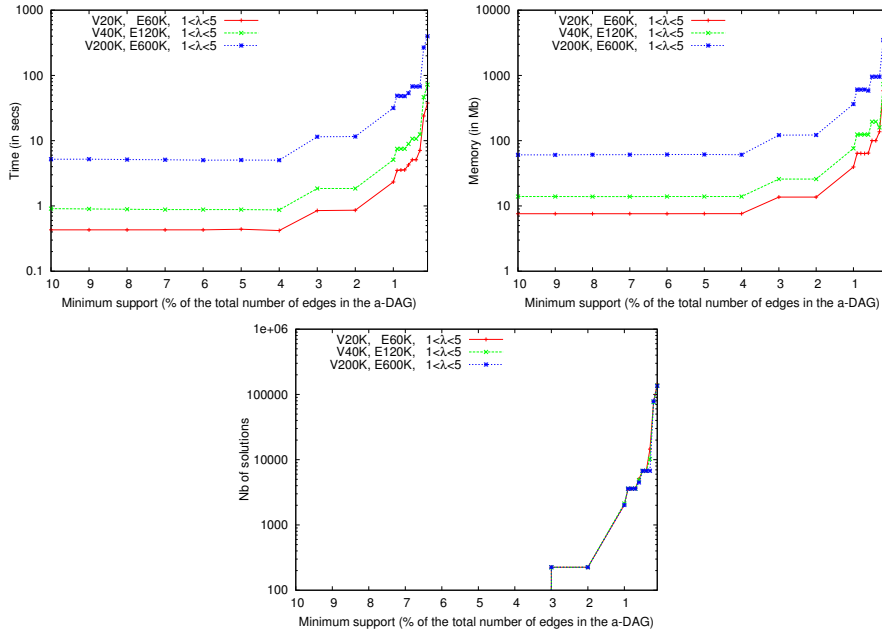 V20K, E60K, 1<λ<5
V40K, E120K, 1<λ<5
V200K, E600K, 1<λ<5
Time (in secs)
1000
100
10
1
0.1
10 9 8 7 6 5 4 3 2 1
Minimum support (% of the total number of edges in the a-DAG)
V20K, E60K, 1<λ<5
V40K, E120K, 1<λ<5
V200K, E600K, 1<λ<5
Memory (in Mb)
10000
1000
100
10
1
10 9 8 7 6 5 4 3 2 1
Minimum support (% of the total number of edges in the a-DAG)
V20K, E60K, 1<λ<5
V40K, E120K, 1<λ<5
V200K, E600K, 1<λ<5
Nb of solutions
1e+06
100000
10000
1000
100
10 9 8 7 6 5 4 3 2 1
Minimum support (% of the total number of edges in the a-DAG)